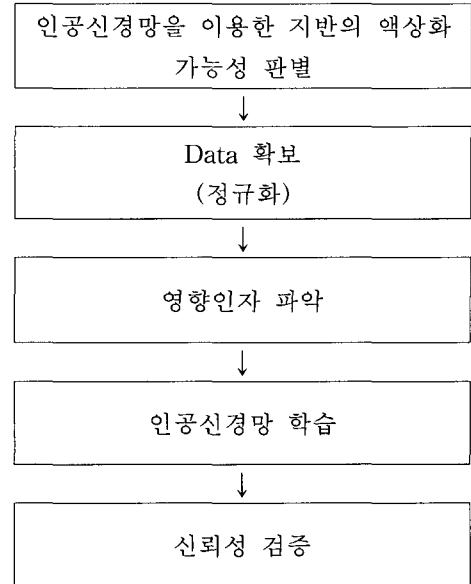 인공신경망을 이용한 지반의 액상화
가능성 판별
↓
Data 확보
(정규화)
↓
영향인자 파악
↓
인공신경망 학습
↓
신뢰성 검증